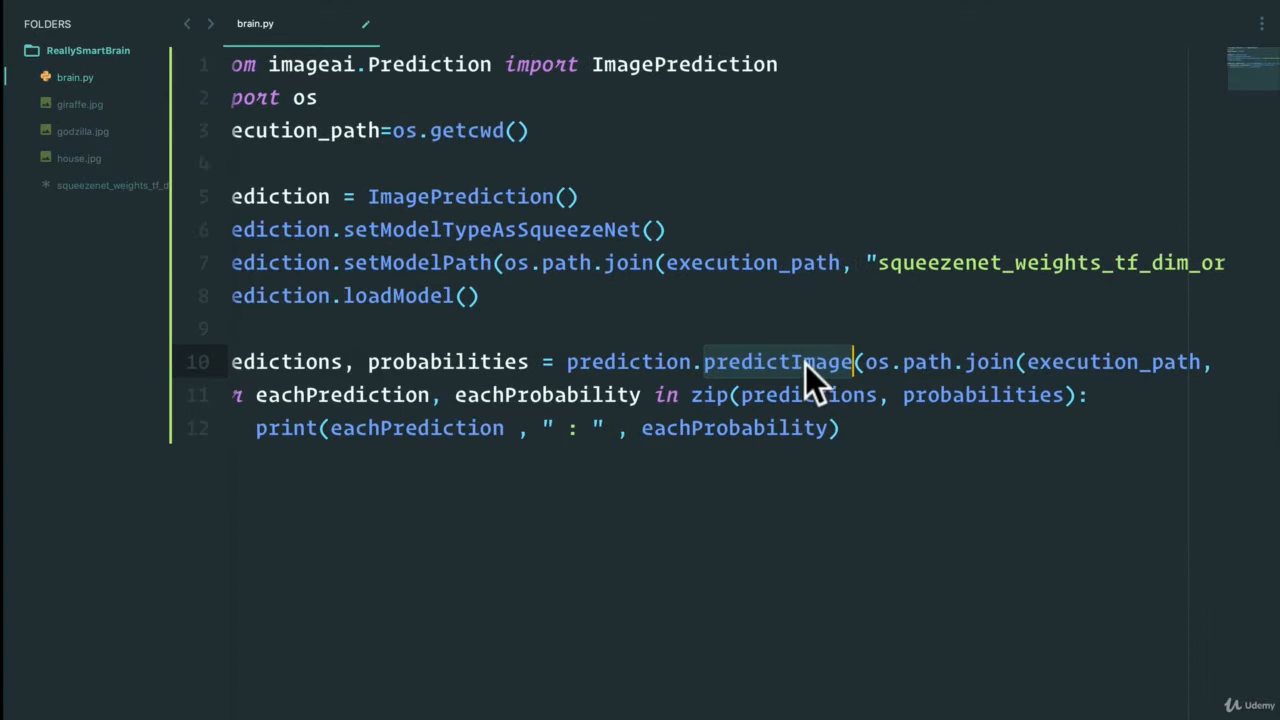 FOLDERS
ReallySmartBrain
brain.py
giraffe.jpg
godzilla.jpg
house.jpg
squeezenet_weights_tf_d
brain.py
1 om imageai.Prediction import ImagePrediction
2 port os
3 ecution_path=os.getcwd()
4
5 ediction = ImagePrediction()
6 ediction.setModelTypeAsSqueezeNet()
7 ediction.setModelPath(os.path.join(execution_path, "squeezenet_weights_tf_dim_or
8 ediction.loadModel()
9
10 edictions, probabilities = prediction.predictImage(os.path.join(execution_path,
11 r eachPrediction, eachProbability in zip(predictions, probabilities):
12 print(eachPrediction , " : " , eachProbability)
Udemy